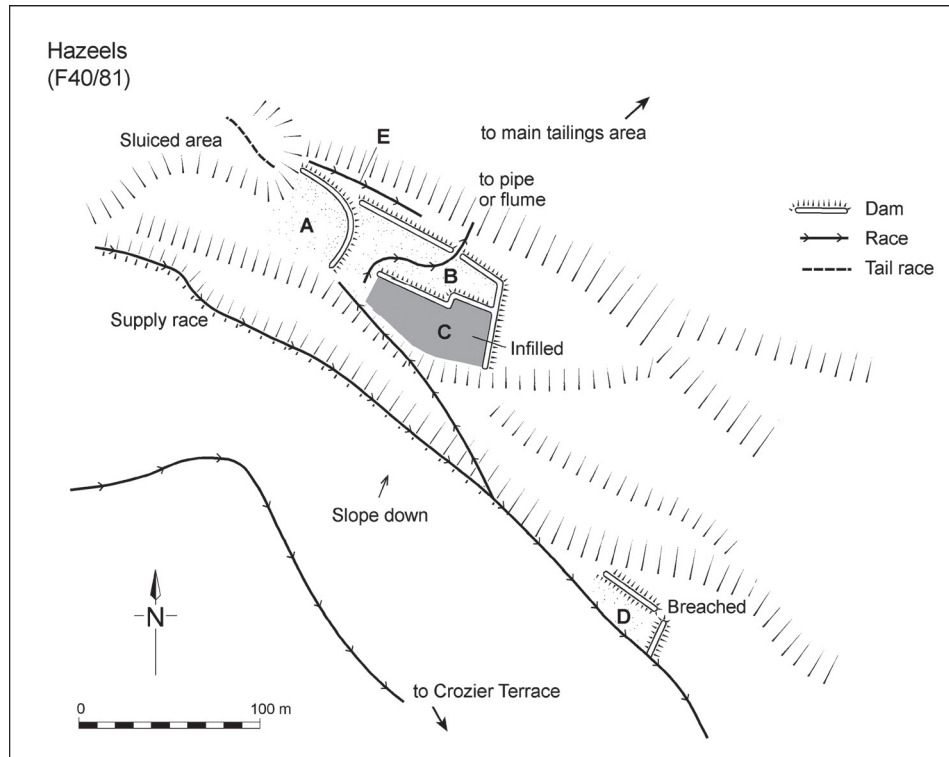 Hazeels
(F40/81)
Sluiced area
E
to main tailings area
to pipe
or flume
Dam
Race
Tail race
A
B
Supply race
C
Infilled
Slope down
D
Breached
N
to Crozier Terrace
0
100 m